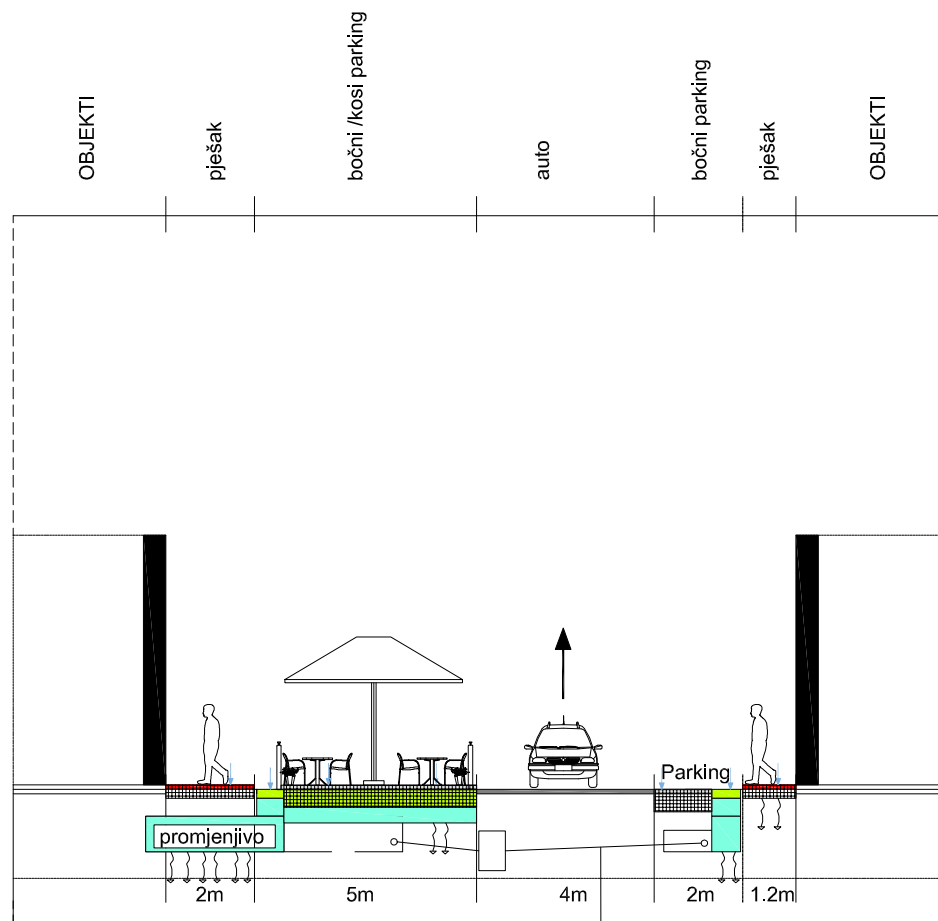 OBJEKTI
pješak
bočni /kosi parking
auto
bočni parking
pješak
OBJEKTI
Parking
promjenjivo
2m
5m
4m
2m
1.2m